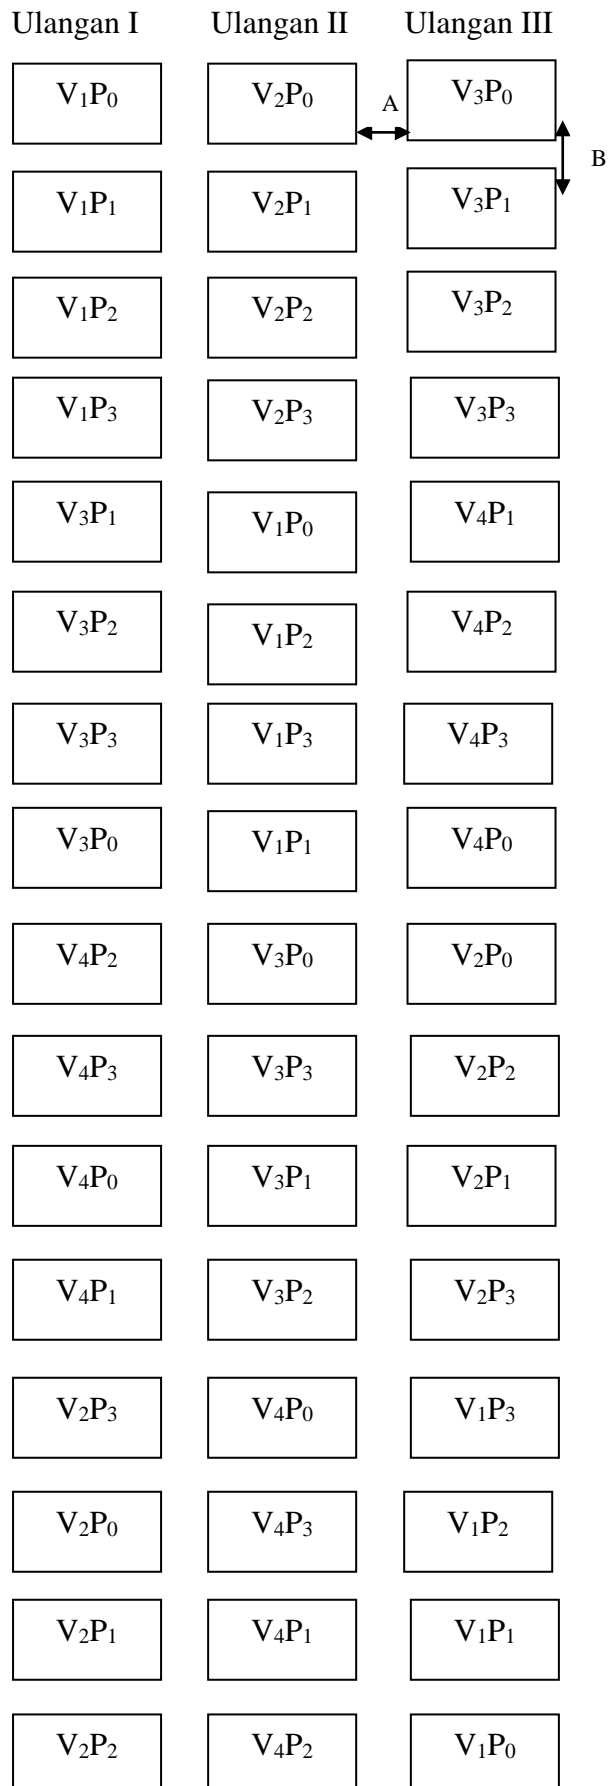 Ulangan I Ulangan II Ulangan III
V₁P₀ V₂P₀ A V₃P₀
B
V₁P₁ V₂P₁ V₃P₁
V₁P₂ V₂P₂ V₃P₂
V₁P₃ V₂P₃ V₃P₃
V₃P₁ V₁P₀ V₄P₁
V₃P₂ V₁P₂ V₄P₂
V₃P₃ V₁P₃ V₄P₃
V₃P₀ V₁P₁ V₄P₀
V₄P₂ V₃P₀ V₂P₀
V₄P₃ V₃P₃ V₂P₂
V₄P₀ V₃P₁ V₂P₁
V₄P₁ V₃P₂ V₂P₃
V₂P₃ V₄P₀ V₁P₃
V₂P₀ V₄P₃ V₁P₂
V₂P₁ V₄P₁ V₁P₁
V₂P₂ V₄P₂ V₁P₀